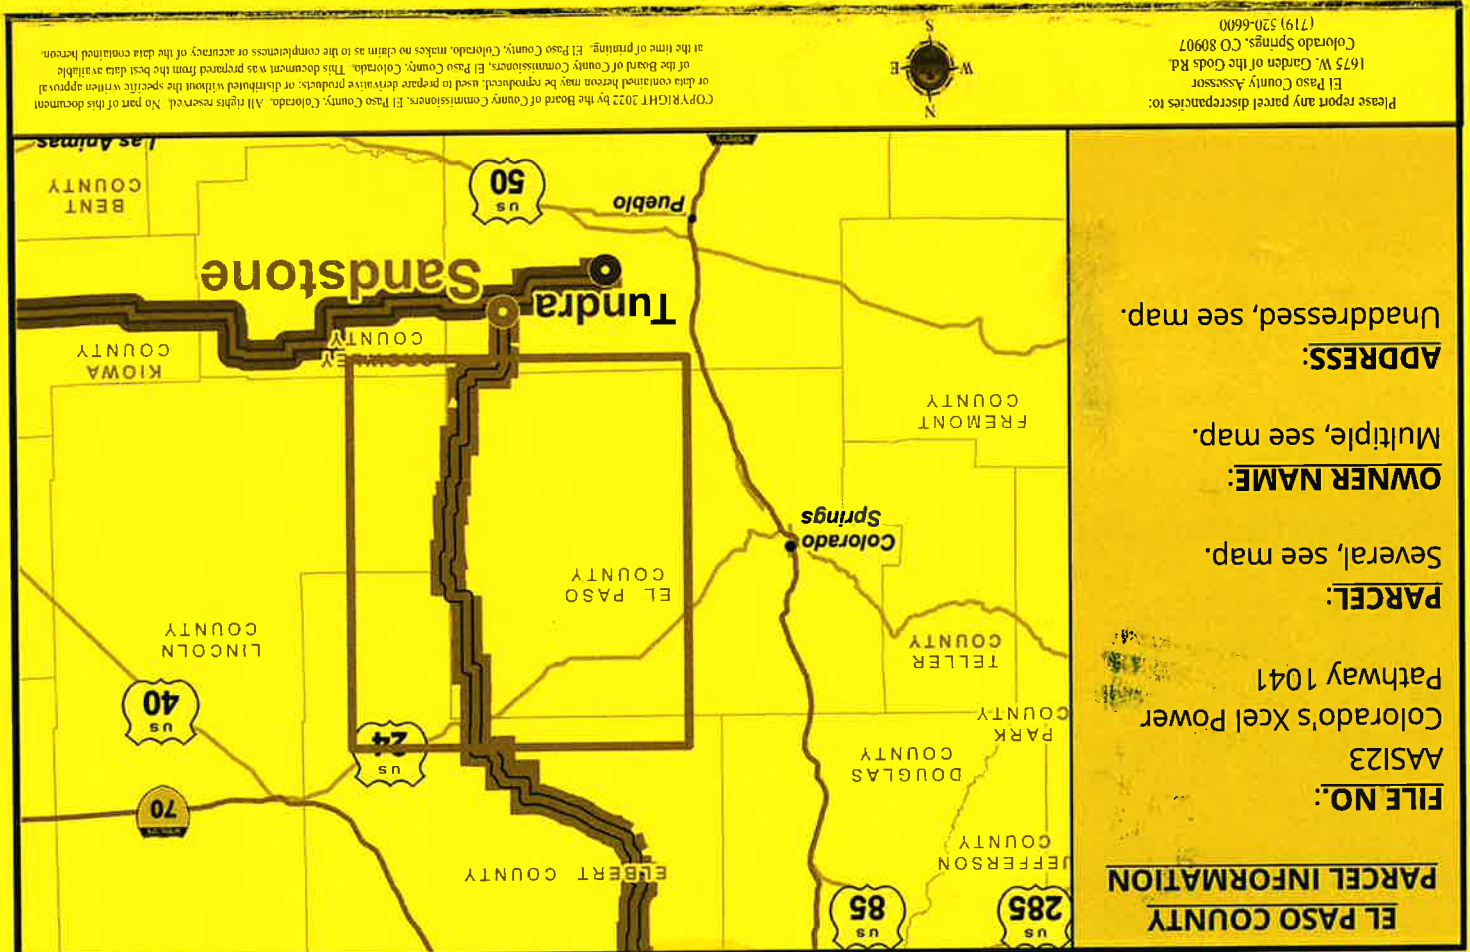 EL PASO COUNTY
PARCEL INFORMATION
FILE NO.:
AASI23
Colorado's Xcel Power
Pathway 1041
PARCEL:
Several, see map.
OWNER NAME:
Multiple, see map.
ADDRESS:
Unaddressed, see map.
US
285
US
85
JEFFERSON
COUNTY
ELBERT COUNTY
70
DOUGLAS
COUNTY
US
24
PARK
COUNTY
US
40
TELLER
COUNTY
LINCOLN
COUNTY
EL PASO
COUNTY
Colorado
Springs
FREMONT
COUNTY
KIOWA
COUNTY
CROWLEY
COUNTY
Tundra
Sandstone
Pueblo
US
50
BENT
COUNTY
Las Animas
Please report any parcel discrepancies to:
El Paso County Assessor
1675 W. Garden of the Gods Rd.
Colorado Springs, CO 80907
(719) 520-6600
N
W
E
S
COPYRIGHT 2022 by the Board of County Commissioners, El Paso County, Colorado. All rights reserved. No part of this document
or data contained hereon may be reproduced; used to prepare derivative products; or distributed without the specific written approval
of the Board of County Commissioners, El Paso County, Colorado. This document was prepared from the best data available
at the time of printing. El Paso County, Colorado, makes no claim as to the completeness or accuracy of the data contained hereon.